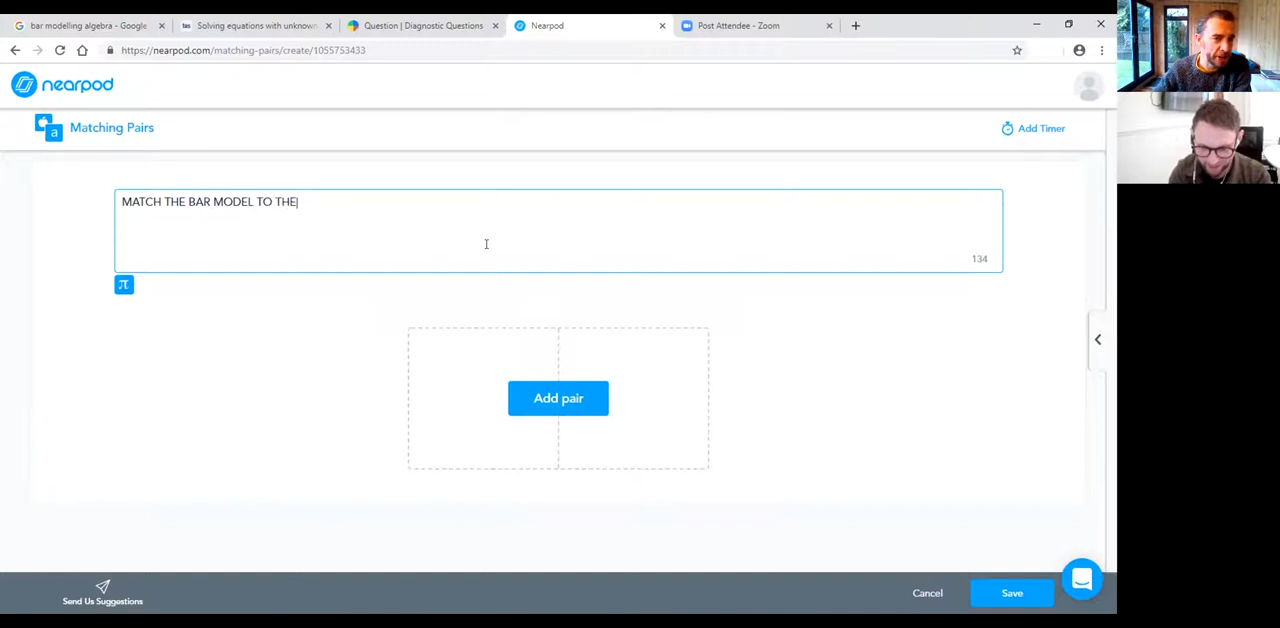 bar modelling algebra - Google
Solving equations with unknown
Question | Diagnostic Questions
Nearpod
Post Attendee - Zoom
https://nearpod.com/matching-pairs/create/1055753433
nearpod
a
Matching Pairs
Add Timer
MATCH THE BAR MODEL TO THE
134
π
Add pair
Send Us Suggestions
Cancel
Save